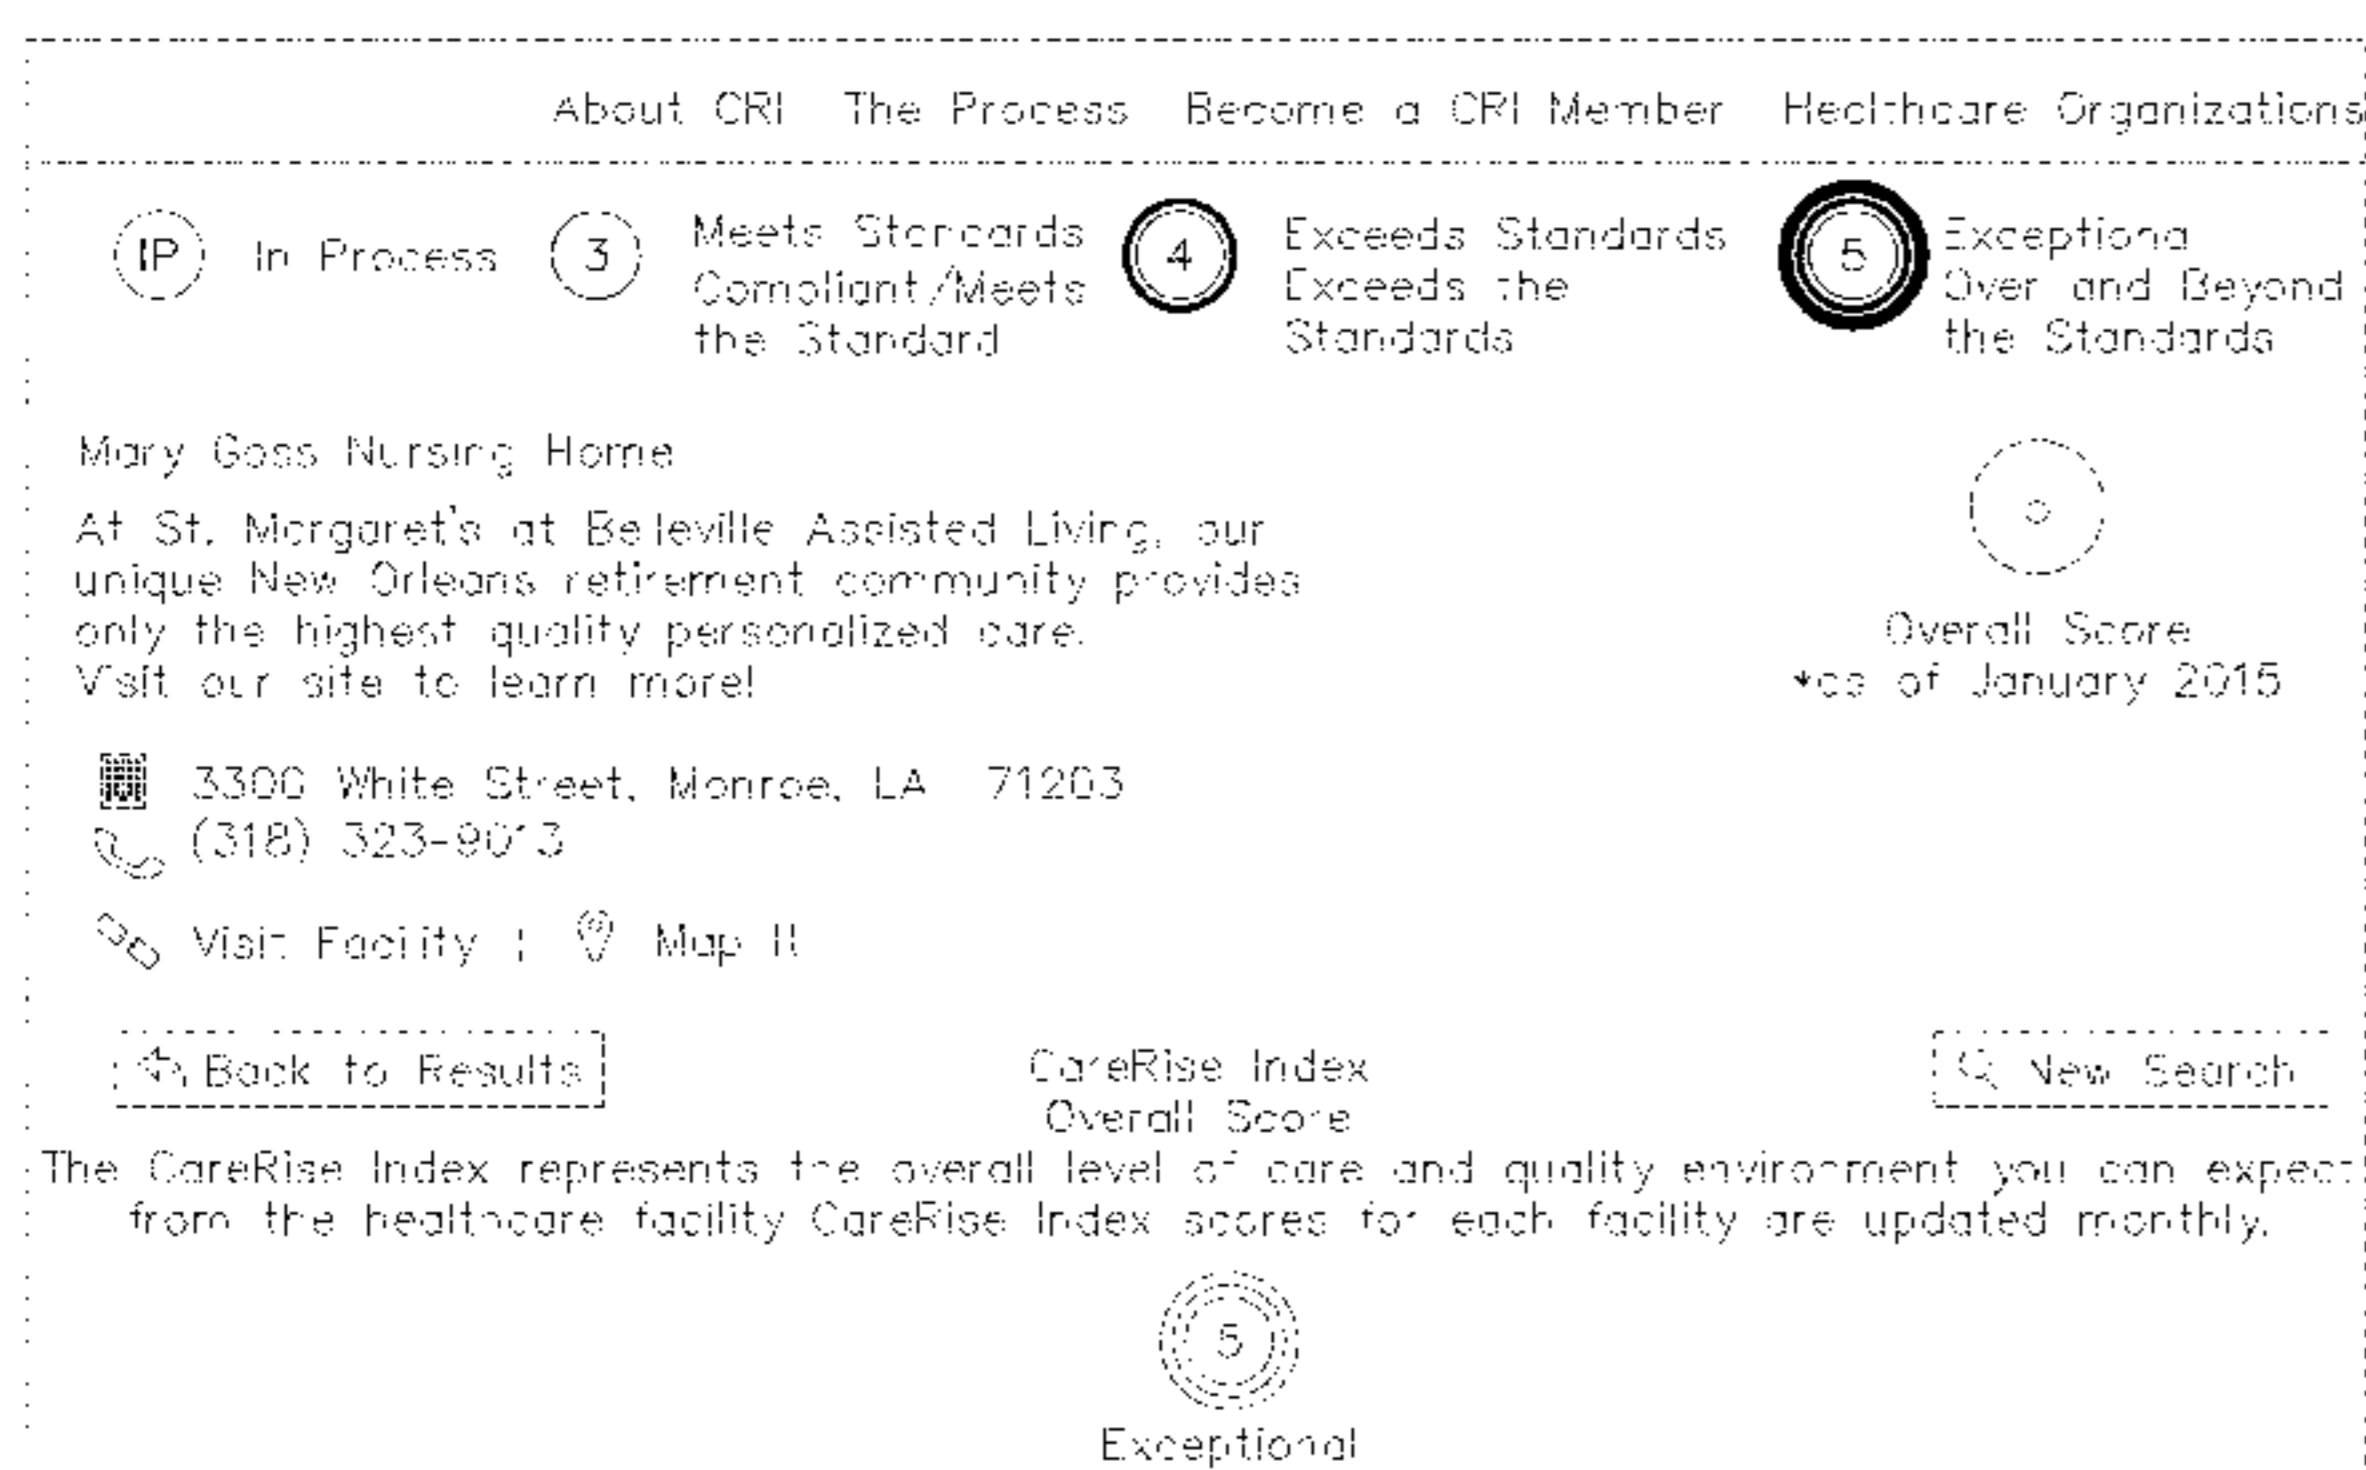 About CRI The Process Become a CRI Member Healthcare Organizations
IP In Process 3 Meets Standards
Compliant/Meets
the Standard
4 Exceeds Standards
Exceeds the
Standards
5 Exceptional
Over and Beyond
the Standards
Mary Goss Nursing Home
At St. Margaret's at Belleville Assisted Living, our
unique New Orleans retirement community provides
only the highest quality personalized care.
Visit our site to learn more!
Overall Score
*as of January 2015
3300 White Street, Monroe, LA 71203
(318) 323-9013
Visit Facility | Map It
Back to Results
CareRise Index
Overall Score
New Search
The CareRise Index represents the overall level of care and quality environment you can expect
from the healthcare facility CareRise Index scores for each facility are updated monthly.
5
Exceptional